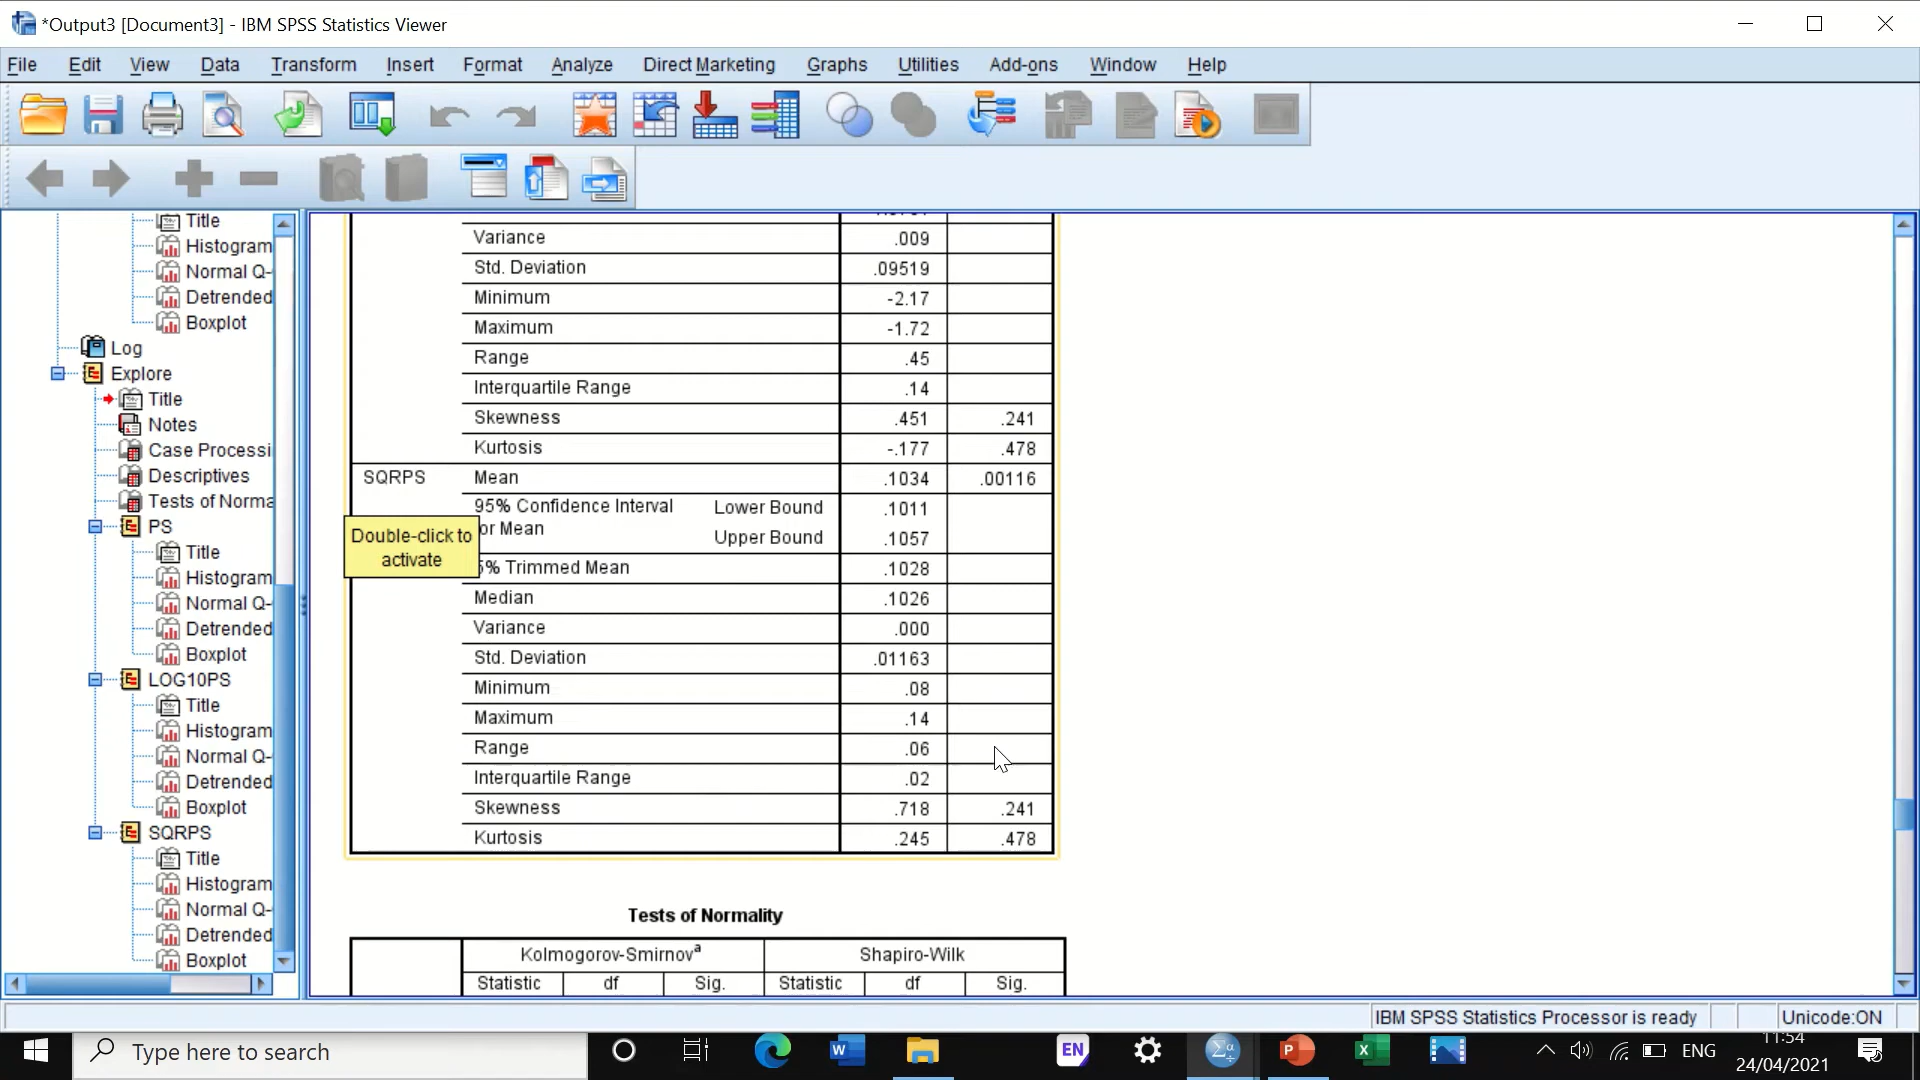 *Output3 [Document3] - IBM SPSS Statistics Viewer
File Edit View Data Transform Insert Format Analyze Direct Marketing Graphs Utilities Add-ons Window Help
Title
Histogram
Normal Q-
Detrended
Boxplot
Log
Explore
Title
Notes
Case Processi
Descriptives
Tests of Norma
PS
Title
Histogram
Normal Q-
Detrended
Boxplot
LOG10PS
Title
Histogram
Normal Q-
Detrended
Boxplot
SQRPS
Title
Histogram
Normal Q-
Detrended
Boxplot
Variance .009
Std. Deviation .09519
Minimum -2.17
Maximum -1.72
Range .45
Interquartile Range .14
Skewness .451 .241
Kurtosis -.177 .478
SQRPS Mean .1034 .00116
95% Confidence Interval Lower Bound .1011
or Mean Upper Bound .1057
5% Trimmed Mean .1028
Median .1026
Variance .000
Std. Deviation .01163
Minimum .08
Maximum .14
Range .06
Interquartile Range .02
Skewness .718 .241
Kurtosis .245 .478
Double-click to
activate
Tests of Normality
Kolmogorov-Smirnovᵃ Shapiro-Wilk
Statistic df Sig. Statistic df Sig.
IBM SPSS Statistics Processor is ready Unicode:ON
Type here to search
W
EN
Σα
P
X
ENG
11:54
24/04/2021